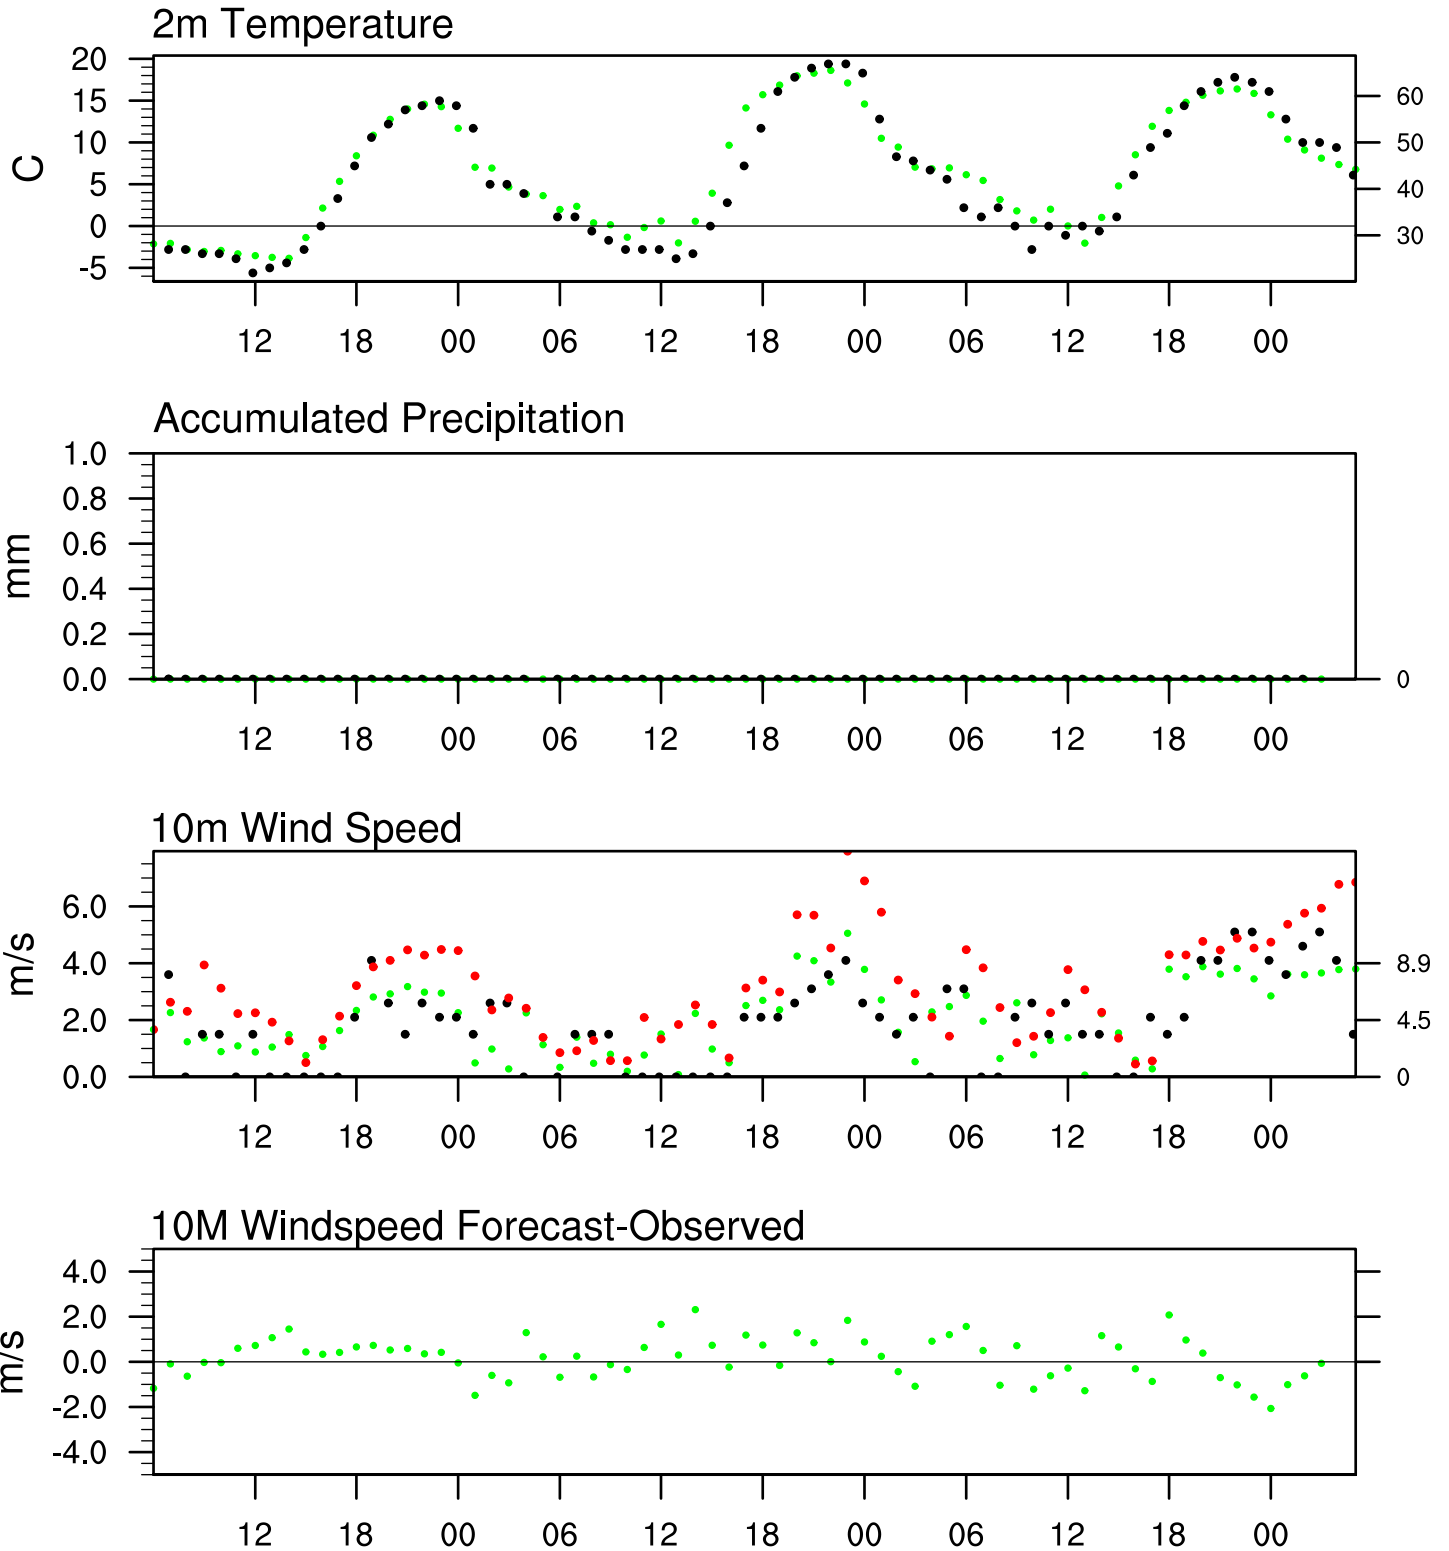 2m Temperature
20
15
10
5
0
-5
C
60
50
40
30
12 18 00 06 12 18 00 06 12 18 00
Accumulated Precipitation
1.0
0.8
0.6
0.4
0.2
0.0
mm
0
12 18 00 06 12 18 00 06 12 18 00
10m Wind Speed
6.0
4.0
2.0
0.0
m/s
8.9
4.5
0
12 18 00 06 12 18 00 06 12 18 00
10M Windspeed Forecast-Observed
4.0
2.0
0.0
-2.0
-4.0
m/s
12 18 00 06 12 18 00 06 12 18 00